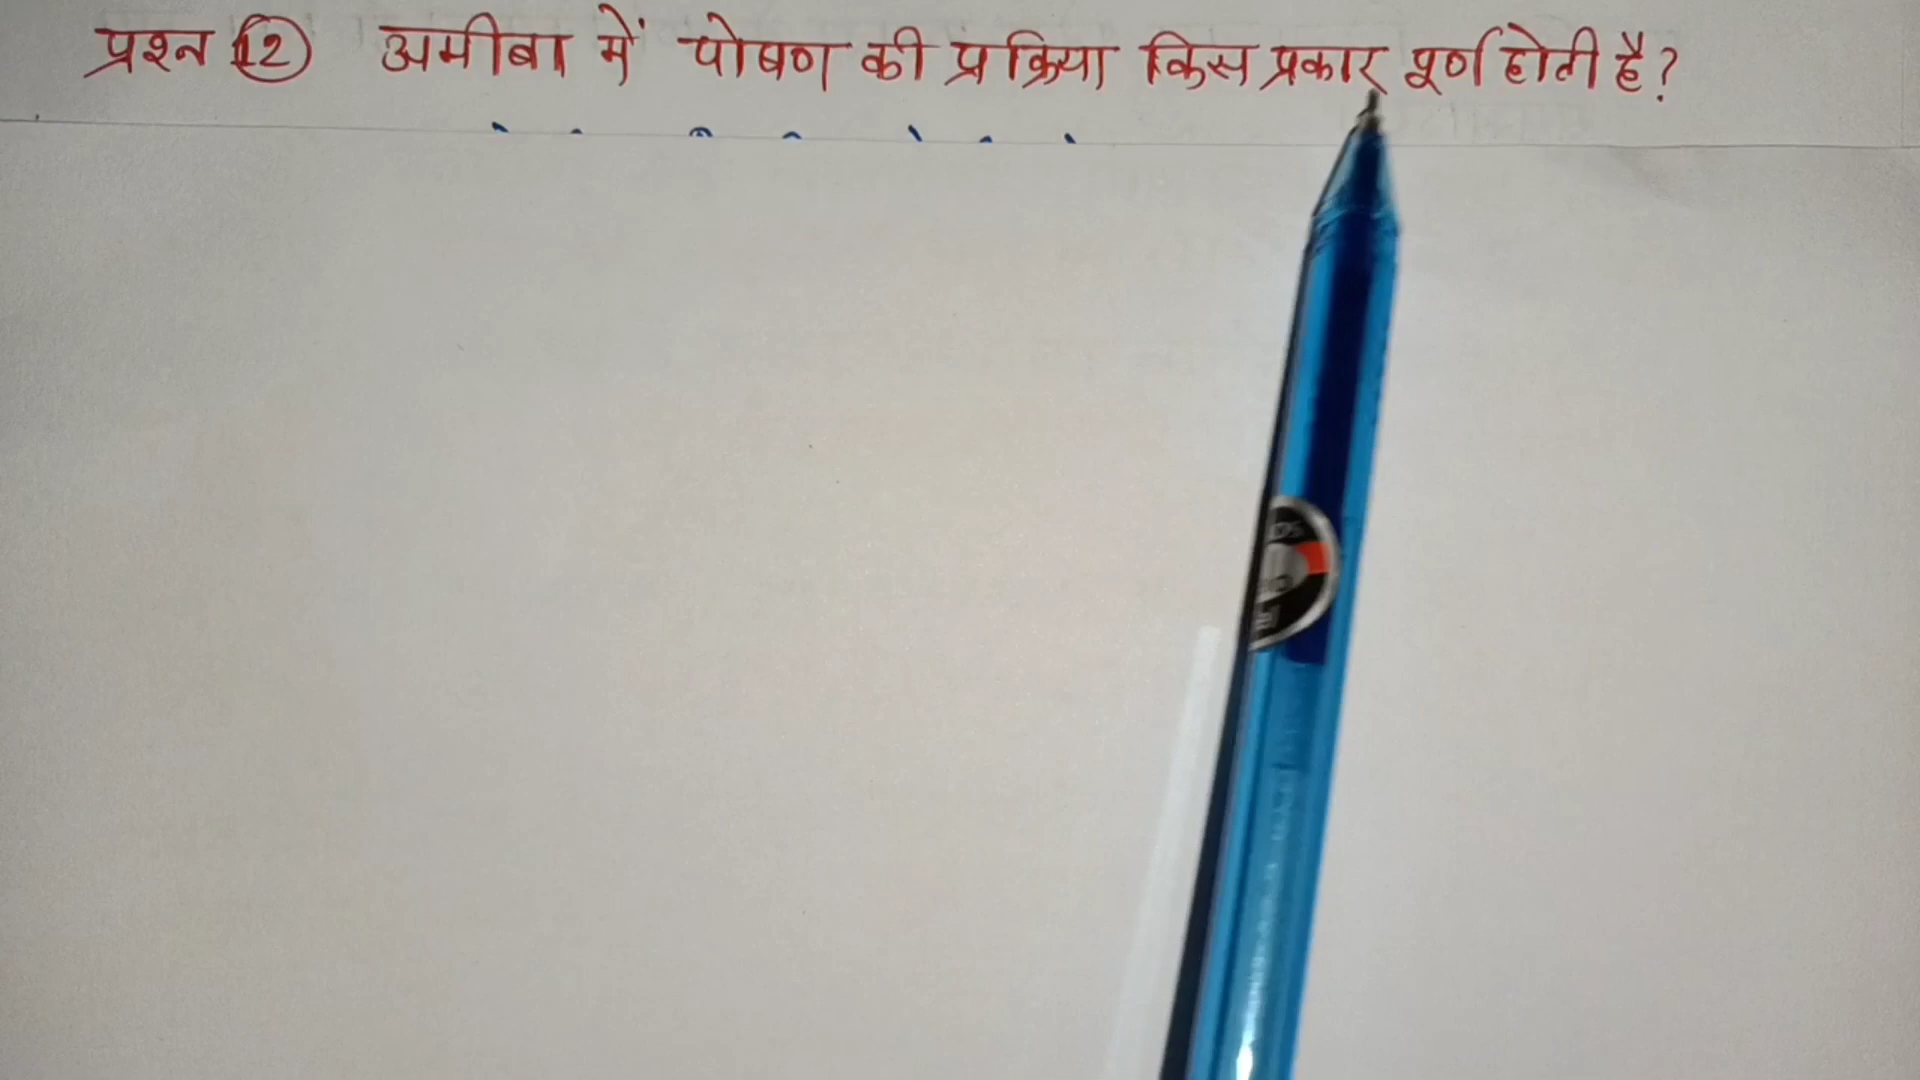 प्रश्न 12 अमीबा में पोषण की प्रक्रिया किस प्रकार पूर्ण होती है?